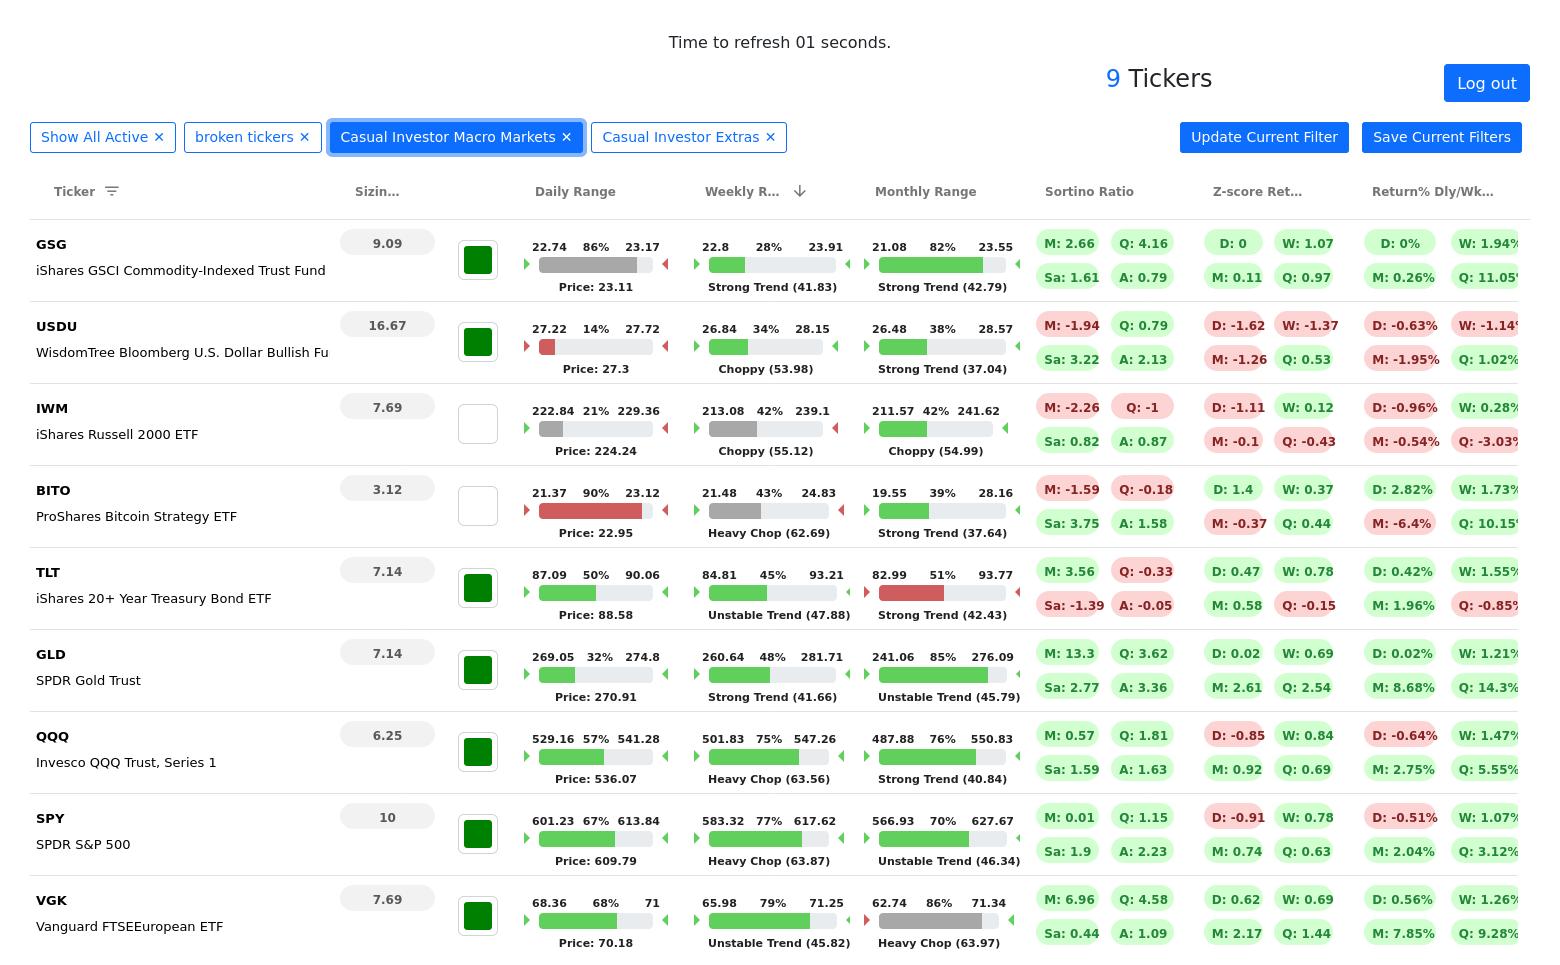 Time to refresh 01 seconds.
9 Tickers
Log out
Show All Active ✕ broken tickers ✕ Casual Investor Macro Markets ✕ Casual Investor Extras ✕ Update Current Filter Save Current Filters
Ticker Sizin… Daily Range Weekly R… Monthly Range Sortino Ratio Z-score Ret… Return% Dly/Wk…
GSG 9.09 22.74 86% 23.17 22.8 28% 23.91 21.08 82% 23.55 M: 2.66 Q: 4.16 D: 0 W: 1.07 D: 0% W: 1.94%
iShares GSCI Commodity-Indexed Trust Fund Sa: 1.61 A: 0.79 M: 0.11 Q: 0.97 M: 0.26% Q: 11.05%
Price: 23.11 Strong Trend (41.83) Strong Trend (42.79)
USDU 16.67 27.22 14% 27.72 26.84 34% 28.15 26.48 38% 28.57 M: -1.94 Q: 0.79 D: -1.62 W: -1.37 D: -0.63% W: -1.14%
WisdomTree Bloomberg U.S. Dollar Bullish Fu Sa: 3.22 A: 2.13 M: -1.26 Q: 0.53 M: -1.95% Q: 1.02%
Price: 27.3 Choppy (53.98) Strong Trend (37.04)
IWM 7.69 222.84 21% 229.36 213.08 42% 239.1 211.57 42% 241.62 M: -2.26 Q: -1 D: -1.11 W: 0.12 D: -0.96% W: 0.28%
iShares Russell 2000 ETF Sa: 0.82 A: 0.87 M: -0.1 Q: -0.43 M: -0.54% Q: -3.03%
Price: 224.24 Choppy (55.12) Choppy (54.99)
BITO 3.12 21.37 90% 23.12 21.48 43% 24.83 19.55 39% 28.16 M: -1.59 Q: -0.18 D: 1.4 W: 0.37 D: 2.82% W: 1.73%
ProShares Bitcoin Strategy ETF Sa: 3.75 A: 1.58 M: -0.37 Q: 0.44 M: -6.4% Q: 10.15%
Price: 22.95 Heavy Chop (62.69) Strong Trend (37.64)
TLT 7.14 87.09 50% 90.06 84.81 45% 93.21 82.99 51% 93.77 M: 3.56 Q: -0.33 D: 0.47 W: 0.78 D: 0.42% W: 1.55%
iShares 20+ Year Treasury Bond ETF Sa: -1.39 A: -0.05 M: 0.58 Q: -0.15 M: 1.96% Q: -0.85%
Price: 88.58 Unstable Trend (47.88) Strong Trend (42.43)
GLD 7.14 269.05 32% 274.8 260.64 48% 281.71 241.06 85% 276.09 M: 13.3 Q: 3.62 D: 0.02 W: 0.69 D: 0.02% W: 1.21%
SPDR Gold Trust Sa: 2.77 A: 3.36 M: 2.61 Q: 2.54 M: 8.68% Q: 14.3%
Price: 270.91 Strong Trend (41.66) Unstable Trend (45.79)
QQQ 6.25 529.16 57% 541.28 501.83 75% 547.26 487.88 76% 550.83 M: 0.57 Q: 1.81 D: -0.85 W: 0.84 D: -0.64% W: 1.47%
Invesco QQQ Trust, Series 1 Sa: 1.59 A: 1.63 M: 0.92 Q: 0.69 M: 2.75% Q: 5.55%
Price: 536.07 Heavy Chop (63.56) Strong Trend (40.84)
SPY 10 601.23 67% 613.84 583.32 77% 617.62 566.93 70% 627.67 M: 0.01 Q: 1.15 D: -0.91 W: 0.78 D: -0.51% W: 1.07%
SPDR S&P 500 Sa: 1.9 A: 2.23 M: 0.74 Q: 0.63 M: 2.04% Q: 3.12%
Price: 609.79 Heavy Chop (63.87) Unstable Trend (46.34)
VGK 7.69 68.36 68% 71 65.98 79% 71.25 62.74 86% 71.34 M: 6.96 Q: 4.58 D: 0.62 W: 0.69 D: 0.56% W: 1.26%
Vanguard FTSEEuropean ETF Sa: 0.44 A: 1.09 M: 2.17 Q: 1.44 M: 7.85% Q: 9.28%
Price: 70.18 Unstable Trend (45.82) Heavy Chop (63.97)